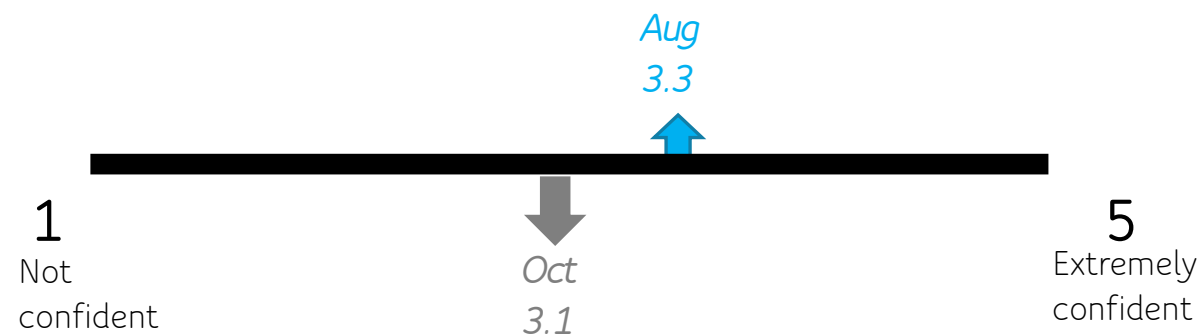 Aug
3.3
1
Not
confident
Oct
3.1
5
Extremely
confident